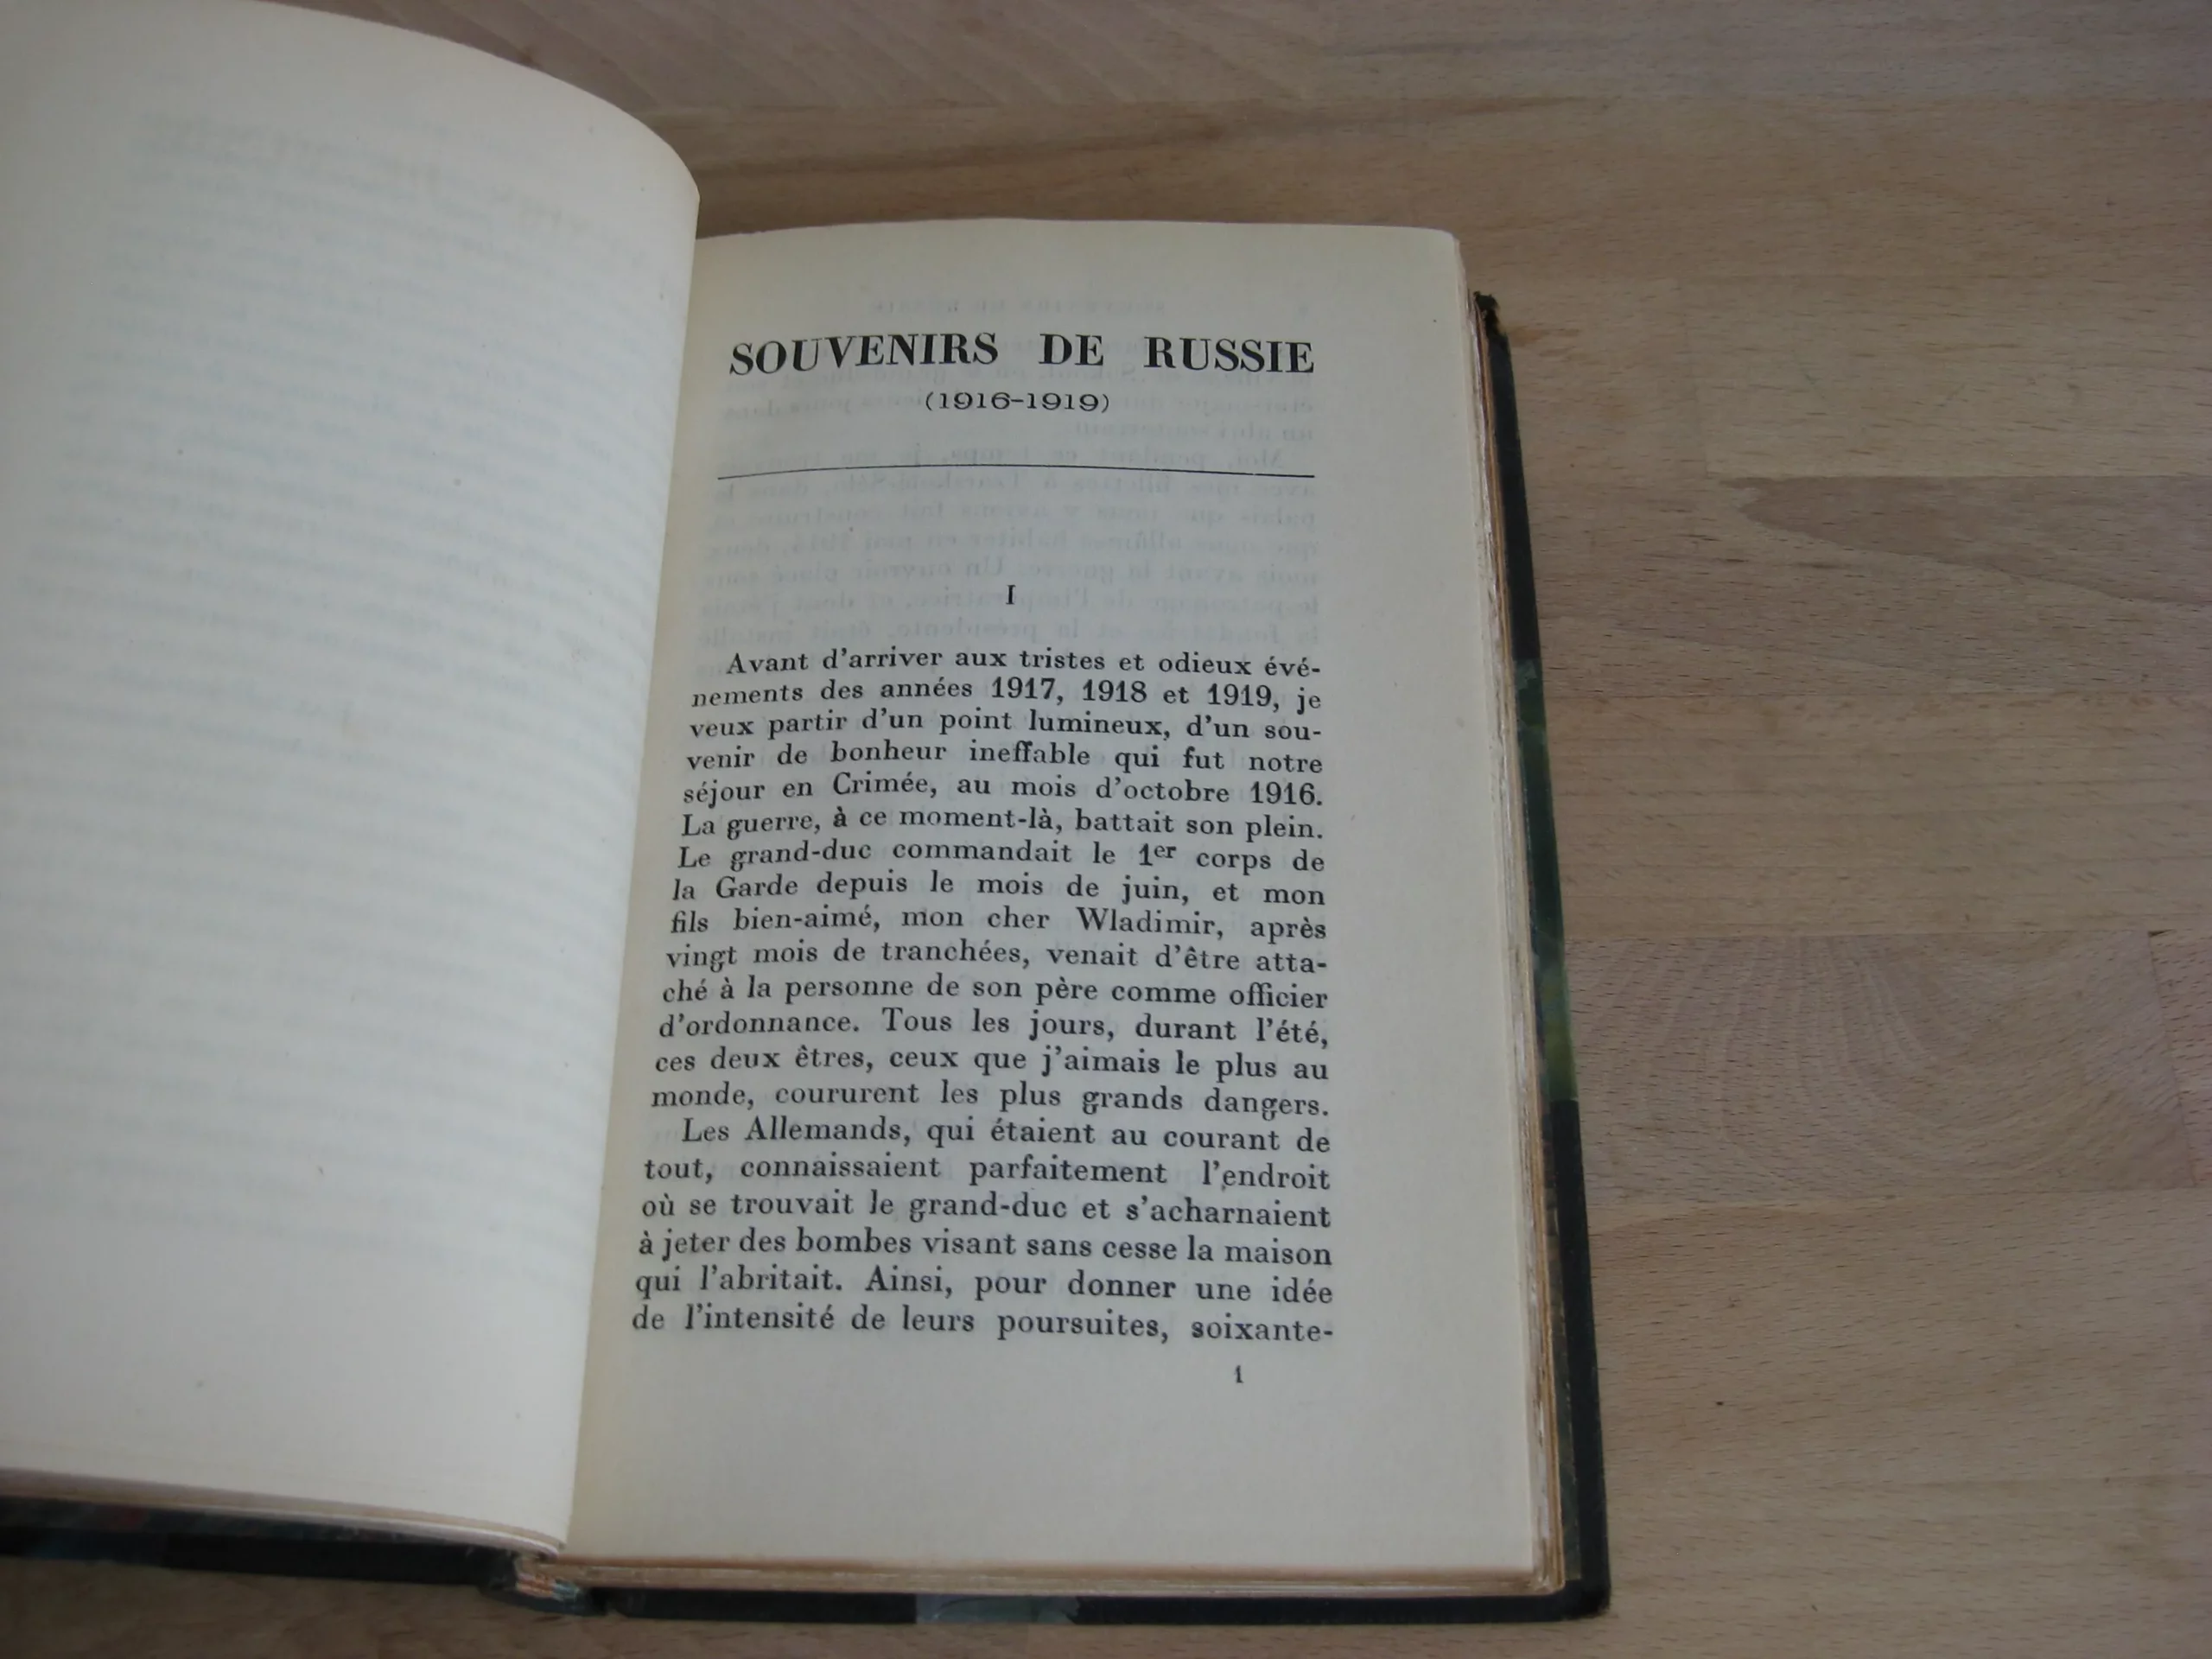 SOUVENIRS DE RUSSIE
(1916-1919)
I
Avant d'arriver aux tristes et odieux évé-
nements des années 1917, 1918 et 1919, je
veux partir d'un point lumineux, d'un sou-
venir de bonheur ineffable qui fut notre
séjour en Crimée, au mois d'octobre 1916.
La guerre, à ce moment-là, battait son plein.
Le grand-duc commandait le 1er corps de
la Garde depuis le mois de juin, et mon
fils bien-aimé, mon cher Wladimir, après
vingt mois de tranchées, venait d'être atta-
ché à la personne de son père comme officier
d'ordonnance. Tous les jours, durant l'été,
ces deux êtres, ceux que j'aimais le plus au
monde, coururent les plus grands dangers.
Les Allemands, qui étaient au courant de
tout, connaissaient parfaitement l'endroit
où se trouvait le grand-duc et s'acharnaient
à jeter des bombes visant sans cesse la maison
qui l'abritait. Ainsi, pour donner une idée
de l'intensité de leurs poursuites, soixante-
1